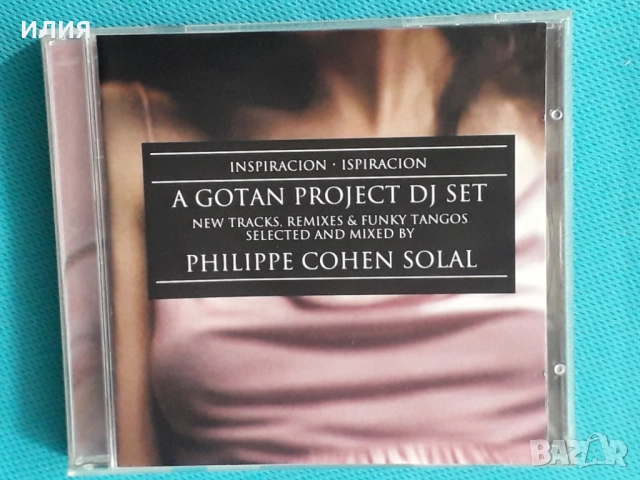 илия
INSPIRACION · ISPIRACION
A GOTAN PROJECT DJ SET
NEW TRACKS, REMIXES & FUNKY TANGOS
SELECTED AND MIXED BY
PHILIPPE COHEN SOLAL
BAZAR